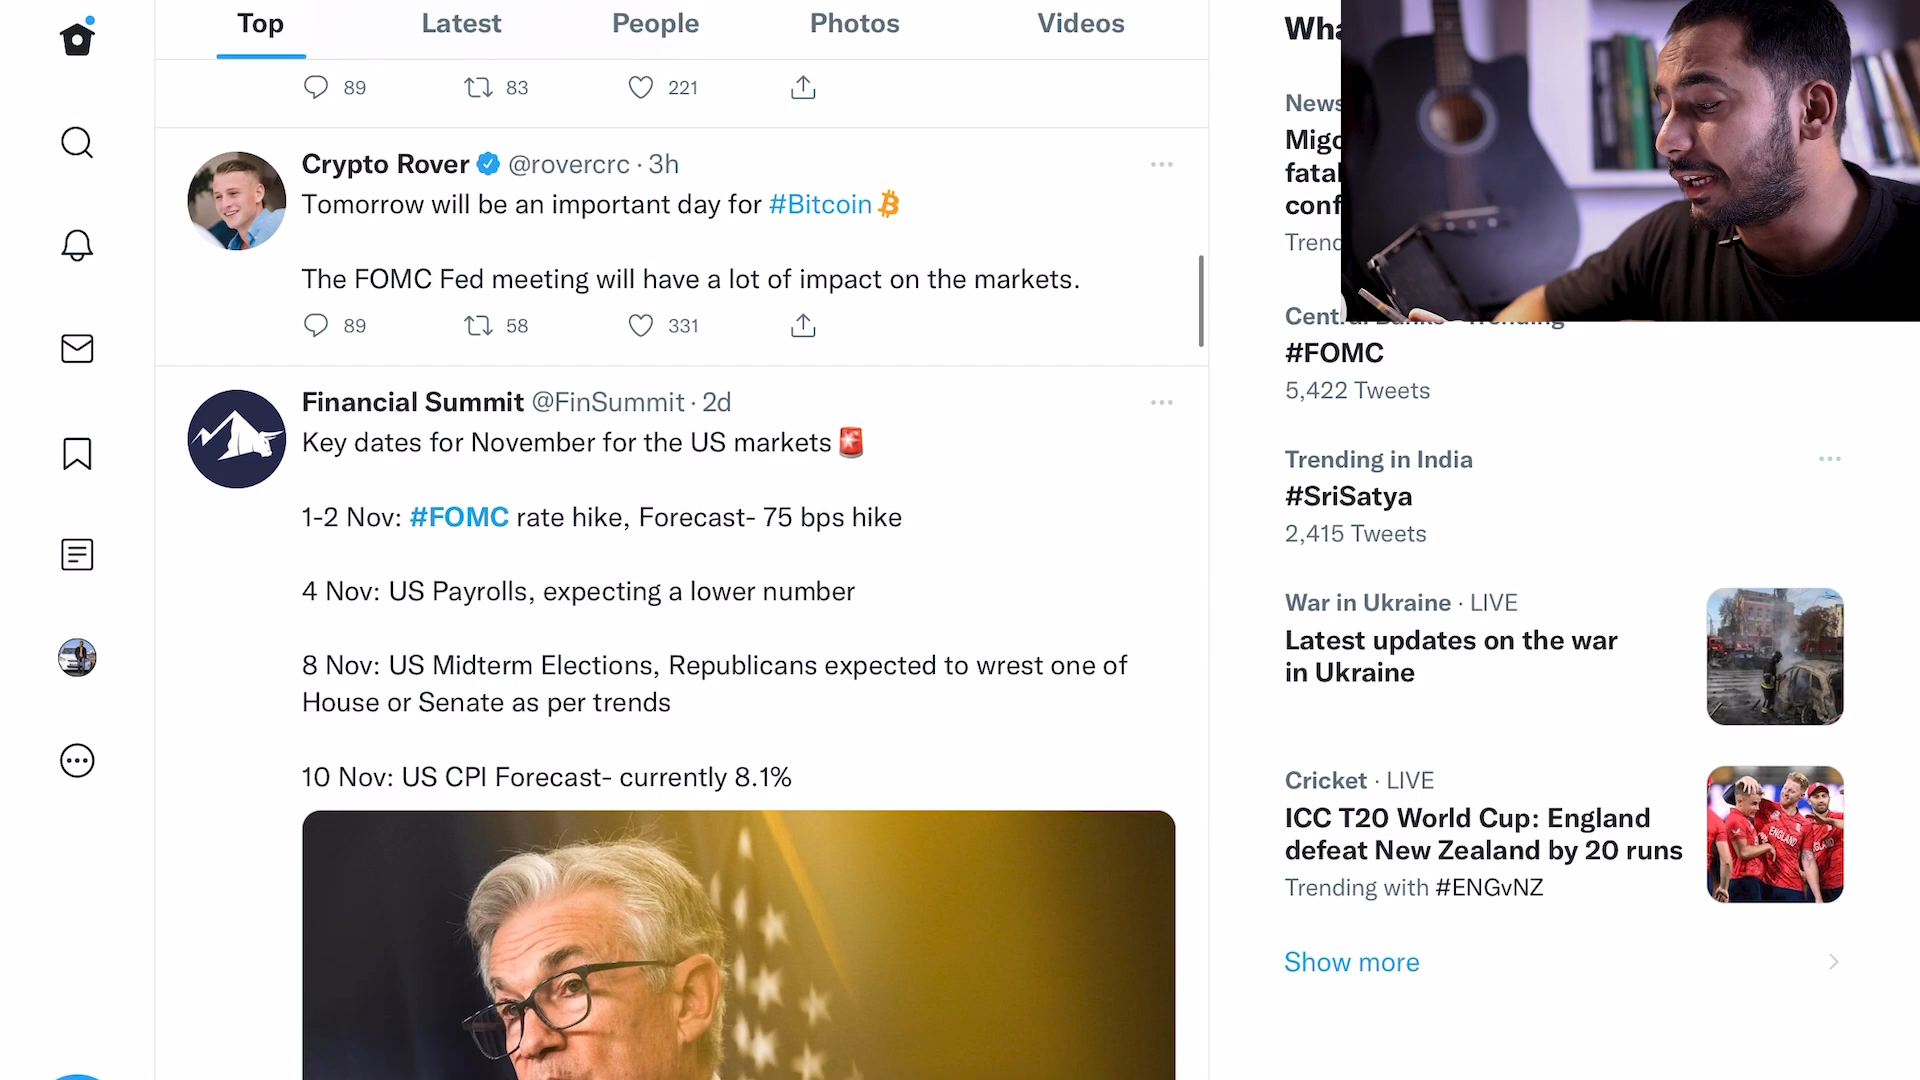 Top Latest People Photos Videos
89 83 221
Crypto Rover @rovercrc · 3h
Tomorrow will be an important day for #Bitcoin
The FOMC Fed meeting will have a lot of impact on the markets.
89 58 331
Financial Summit @FinSummit · 2d
Key dates for November for the US markets
1-2 Nov: #FOMC rate hike, Forecast- 75 bps hike
4 Nov: US Payrolls, expecting a lower number
8 Nov: US Midterm Elections, Republicans expected to wrest one of
House or Senate as per trends
10 Nov: US CPI Forecast- currently 8.1%
News
#FOMC
5,422 Tweets
Trending in India
#SriSatya
2,415 Tweets
War in Ukraine · LIVE
Latest updates on the war
in Ukraine
Cricket · LIVE
ICC T20 World Cup: England
defeat New Zealand by 20 runs
Trending with #ENGvNZ
ENGLAND
Show more